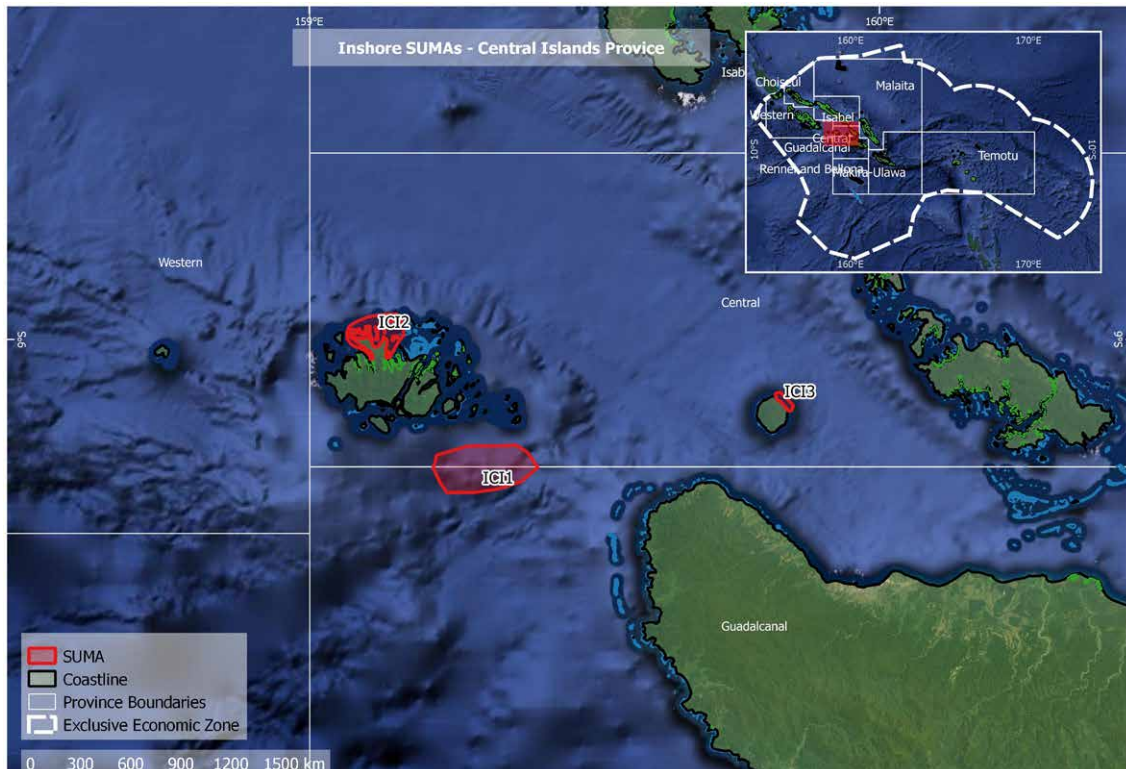 159°E
160°E
Inshore SUMAs - Central Islands Provice
Isab
160°E
170°E
Choiseul
Malaita
Western
Isabel
Central
Guadalcanal
Rennel and Bellona
Makira-Ulawa
Temotu
10°S
10°S
160°E
170°E
Western
Central
9°S
9°S
ICI2
ICI3
ICI1
Guadalcanal
SUMA
Coastline
Province Boundaries
Exclusive Economic Zone
0 300 600 900 1200 1500 km